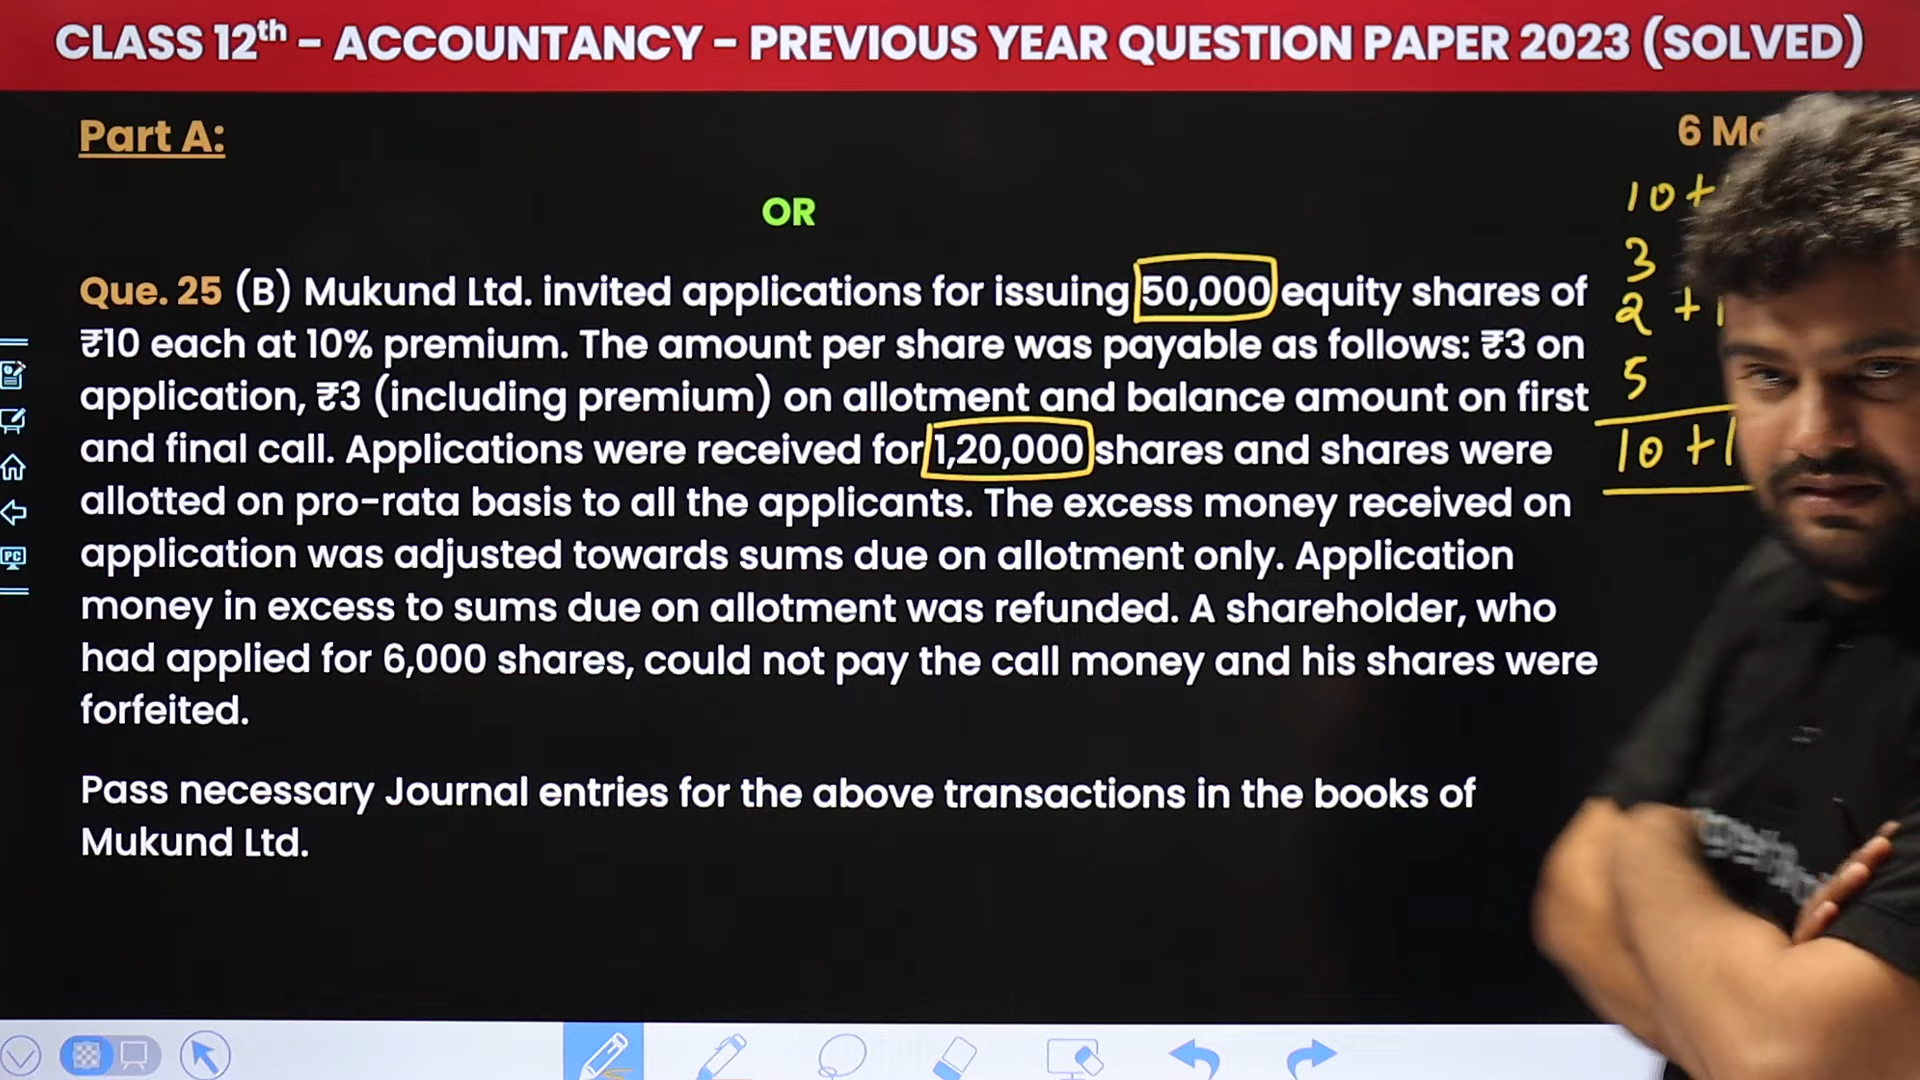 CLASS 12th – ACCOUNTANCY – PREVIOUS YEAR QUESTION PAPER 2023 (SOLVED)
Part A:
6
OR
10 +
3
2 + 1
5
10 + 1
Que. 25 (B) Mukund Ltd. invited applications for issuing 50,000 equity shares of
₹10 each at 10% premium. The amount per share was payable as follows: ₹3 on
application, ₹3 (including premium) on allotment and balance amount on first
and final call. Applications were received for 1,20,000 shares and shares were
allotted on pro-rata basis to all the applicants. The excess money received on
application was adjusted towards sums due on allotment only. Application
money in excess to sums due on allotment was refunded. A shareholder, who
had applied for 6,000 shares, could not pay the call money and his shares were
forfeited.
Pass necessary Journal entries for the above transactions in the books of
Mukund Ltd.
PC